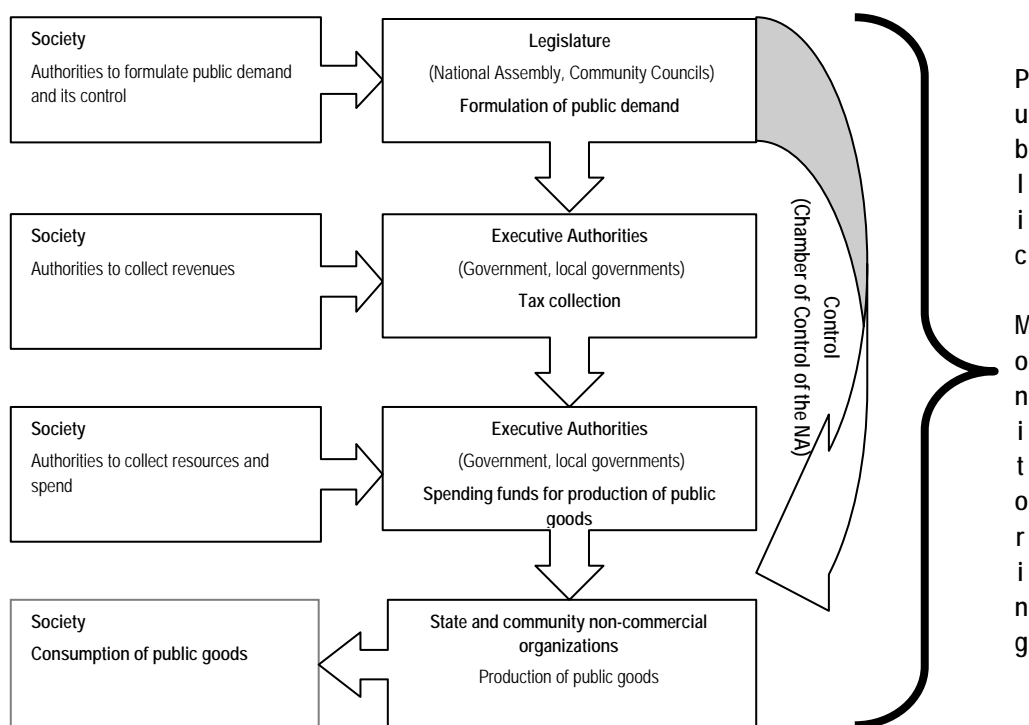 Society
Authorities to formulate public demand
and its control
Legislature
(National Assembly, Community Councils)
Formulation of public demand
Society
Authorities to collect revenues
Executive Authorities
(Government, local governments)
Tax collection
Society
Authorities to collect resources and
spend
Executive Authorities
(Government, local governments)
Spending funds for production of public
goods
Society
Consumption of public goods
State and community non-commercial
organizations
Production of public goods
Control
(Chamber of Control of the NA)
Public
Monitoring